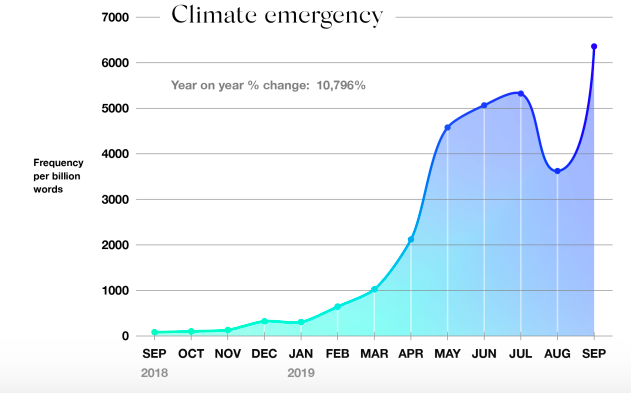 Climate emergency
Year on year % change: 10,796%
Frequency
per billion
words
7000
6000
5000
4000
3000
2000
1000
0
SEP OCT NOV DEC JAN FEB MAR APR MAY JUN JUL AUG SEP
2018 2019